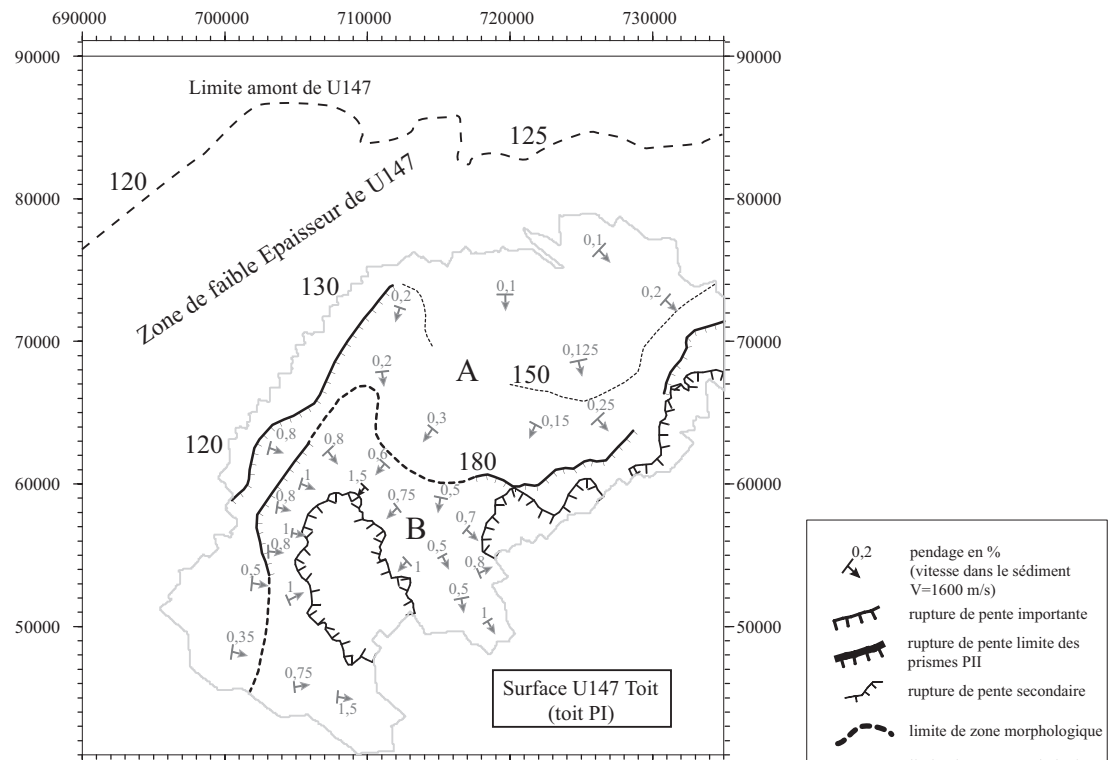 690000 700000 710000 720000 730000
90000 90000
Limite amont de U147
125
120
80000 80000
Zone de faible Epaisseur de U147
0,1
130
0,2 0,1 0,2
70000 70000
0,125
0,2 A 150
0,25
0,3 0,15
120 0,8 0,8
180
0,6
60000 60000
1 1,5 0,5
0,8 0,75
0,7
1 B
0,8 0,5
0,8
0,5 1 1
0,5
1
50000 50000
0,35
0,75
1,5
Surface U147 Toit
(toit PI)
0,2 pendage en %
(vitesse dans le sédiment
V=1600 m/s)
rupture de pente importante
rupture de pente limite des
prismes PII
rupture de pente secondaire
limite de zone morphologique